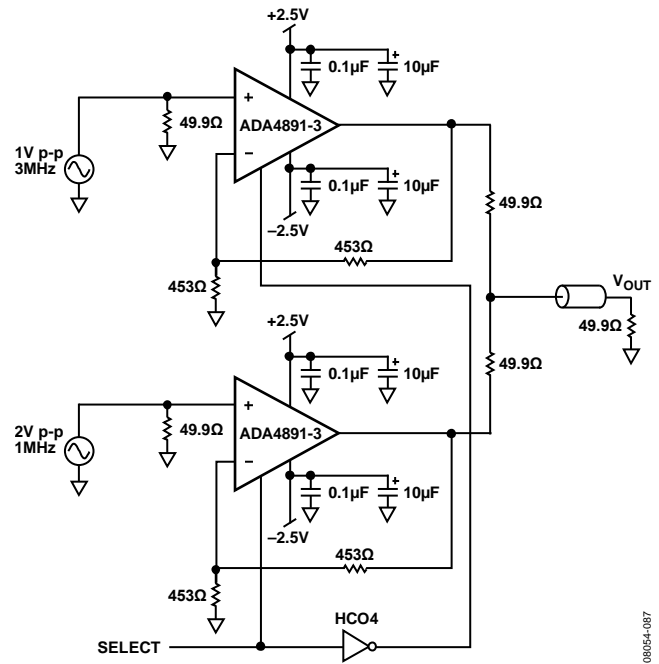 +2.5V
+
0.1µF
10µF
+
ADA4891-3
−
49.9Ω
1V p-p
3MHz
+
0.1µF
10µF
−2.5V
49.9Ω
453Ω
453Ω
VOUT
49.9Ω
+2.5V
+
0.1µF
10µF
49.9Ω
+
ADA4891-3
−
49.9Ω
2V p-p
1MHz
+
0.1µF
10µF
−2.5V
453Ω
453Ω
HCO4
SELECT
08054-087